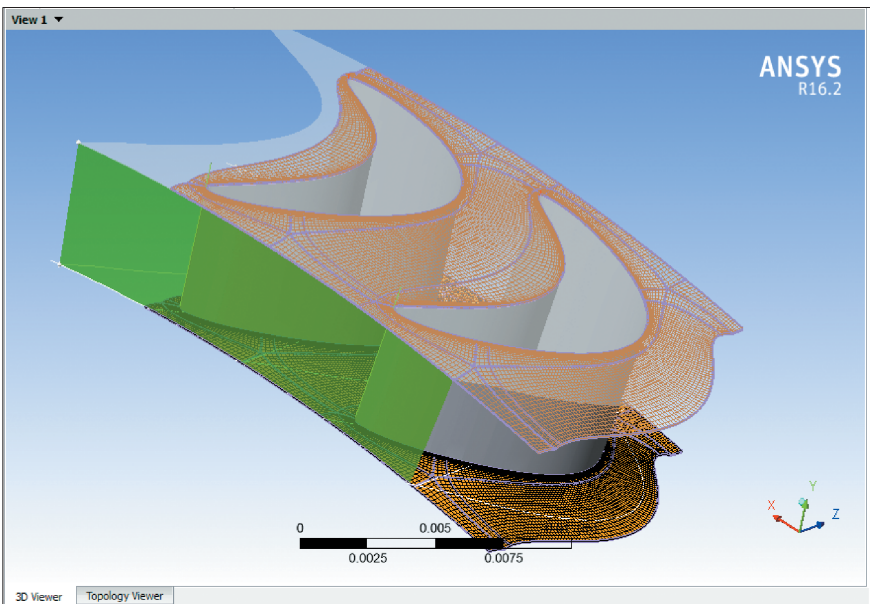 View 1
ANSYS
R16.2
X
Y
Z
0
0.005
0.0025
0.0075
3D Viewer
Topology Viewer